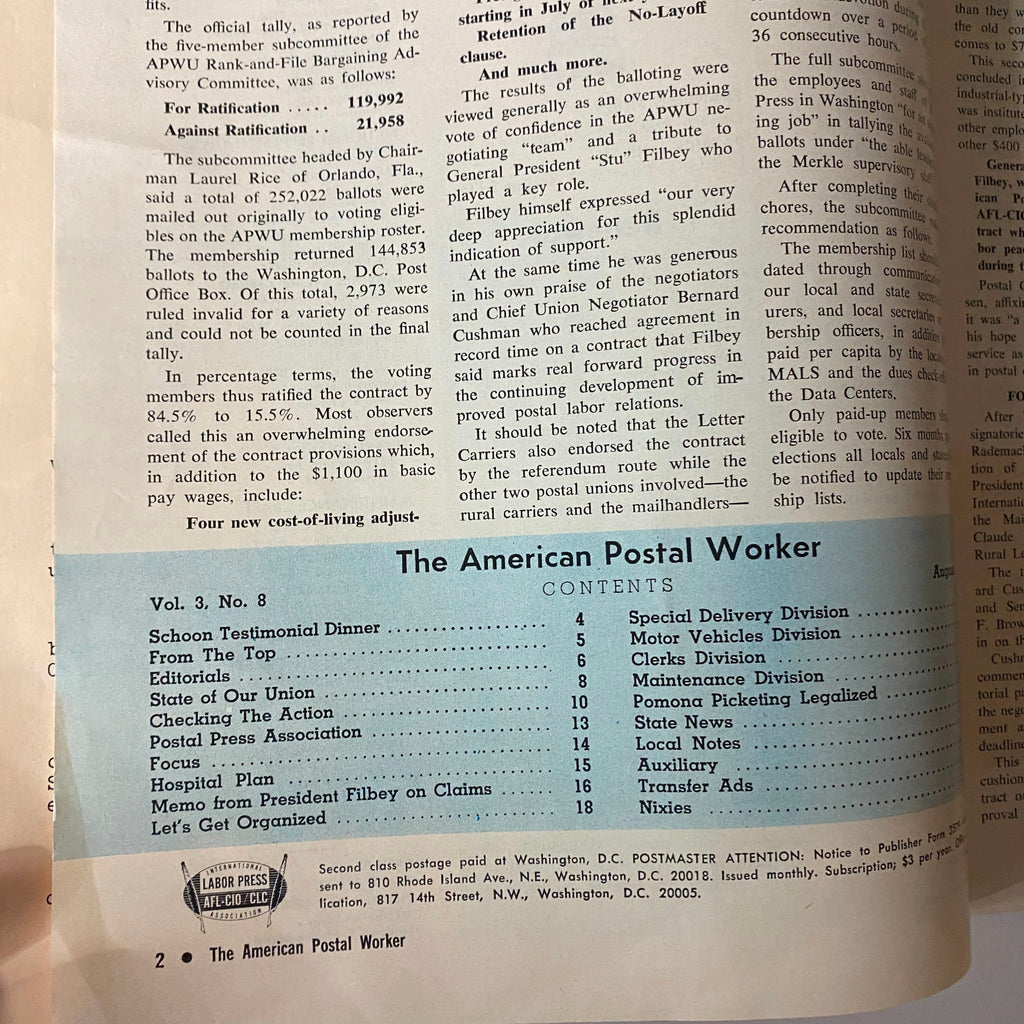 fits.
The official tally, as reported by
the five-member subcommittee of the
APWU Rank-and-File Bargaining Ad-
visory Committee, was as follows:
For Ratification ..... 119,992
Against Ratification .. 21,958
The subcommittee headed by Chair-
man Laurel Rice of Orlando, Fla.,
said a total of 252,022 ballots were
mailed out originally to voting eligi-
bles on the APWU membership roster.
The membership returned 144,853
ballots to the Washington, D.C. Post
Office Box. Of this total, 2,973 were
ruled invalid for a variety of reasons
and could not be counted in the final
tally.
In percentage terms, the voting
members thus ratified the contract by
84.5% to 15.5%. Most observers
called this an overwhelming endorse-
ment of the contract provisions which,
in addition to the $1,100 in basic
pay wages, include:
Four new cost-of-living adjust-
starting in July of
Retention of the No-Layoff
clause.
And much more.
The results of the balloting were
viewed generally as an overwhelming
vote of confidence in the APWU ne-
gotiating "team" and a tribute to
General President "Stu" Filbey who
played a key role.
Filbey himself expressed "our very
deep appreciation for this splendid
indication of support."
At the same time he was generous
in his own praise of the negotiators
and Chief Union Negotiator Bernard
Cushman who reached agreement in
record time on a contract that Filbey
said marks real forward progress in
the continuing development of im-
proved postal labor relations.
It should be noted that the Letter
Carriers also endorsed the contract
by the referendum route while the
other two postal unions involved—the
rural carriers and the mailhandlers—
during
countdown over a period
36 consecutive hours.
The full subcommittee
the employees and staff
Press in Washington "for
ing job" in tallying the
ballots under "the able
the Merkle supervisory
After completing their
chores, the subcommittee
recommendation as follows
The membership list
dated through
our local and state
urers, and local secretaries
bership officers, in
paid per capita by the
MALS and the dues
the Data Centers.
Only paid-up members
eligible to vote. Six months
elections all locals and
be notified to update their
ship lists.
than they
the old
comes to
This
concluded
was
other
other $400
Filbey,
AFL-CIO
tract
bor
during
Postal
it was "a
his hope
service as
in postal
After
tion of
President
the
Claude
Rural
The
and
in on
the
ment
This
cushion
tract
The American Postal Worker
CONTENTS
Vol. 3, No. 8
Schoon Testimonial Dinner ..... 4
From The Top ..... 5
Editorials ..... 6
State of Our Union ..... 8
Checking The Action ..... 10
Postal Press Association ..... 13
Focus ..... 14
Hospital Plan ..... 15
Memo from President Filbey on Claims ..... 16
Let's Get Organized ..... 18
Special Delivery Division .....
Motor Vehicles Division .....
Clerks Division .....
Maintenance Division .....
Pomona Picketing Legalized .....
State News .....
Local Notes .....
Auxiliary .....
Transfer Ads .....
Nixies .....
INTERNATIONAL
LABOR PRESS
AFL-CIO/CLC
ASSOCIATION
Second class postage paid at Washington, D.C. POSTMASTER ATTENTION: Notice to Publisher Form
sent to 810 Rhode Island Ave., N.E., Washington, D.C. 20018. Issued monthly. Subscription; $3 per year.
lication, 817 14th Street, N.W., Washington, D.C. 20005.
2 ● The American Postal Worker